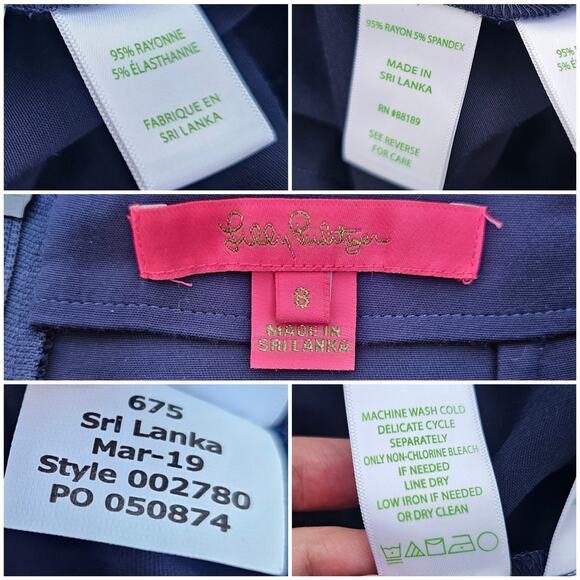 95% RAYONNE
5% ÉLASTHANNE
FABRIQUE EN
SRI LANKA
95% RAYON 5% SPANDEX
MADE IN
SRI LANKA
RN #88189
SEE REVERSE
FOR CARE
95%
5% É
Lilly Pulitzer
8
MADE IN
SRI LANKA
675
Sri Lanka
Mar-19
Style 002780
PO 050874
MACHINE WASH COLD
DELICATE CYCLE
SEPARATELY
ONLY NON-CHLORINE BLEACH
IF NEEDED
LINE DRY
LOW IRON IF NEEDED
OR DRY CLEAN